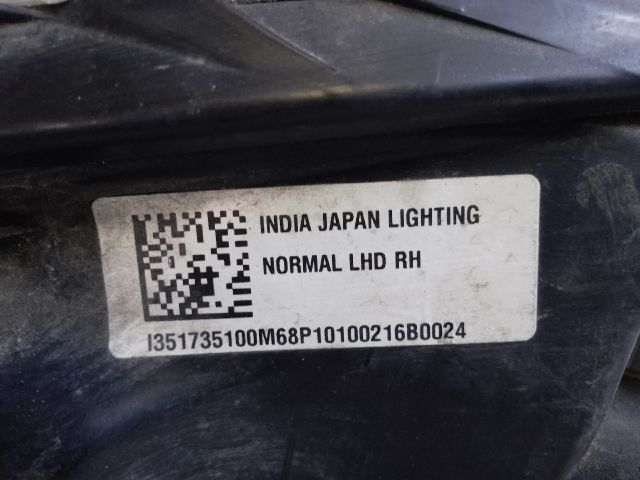 INDIA JAPAN LIGHTING
NORMAL LHD RH
I351735100M68P10100216B0024